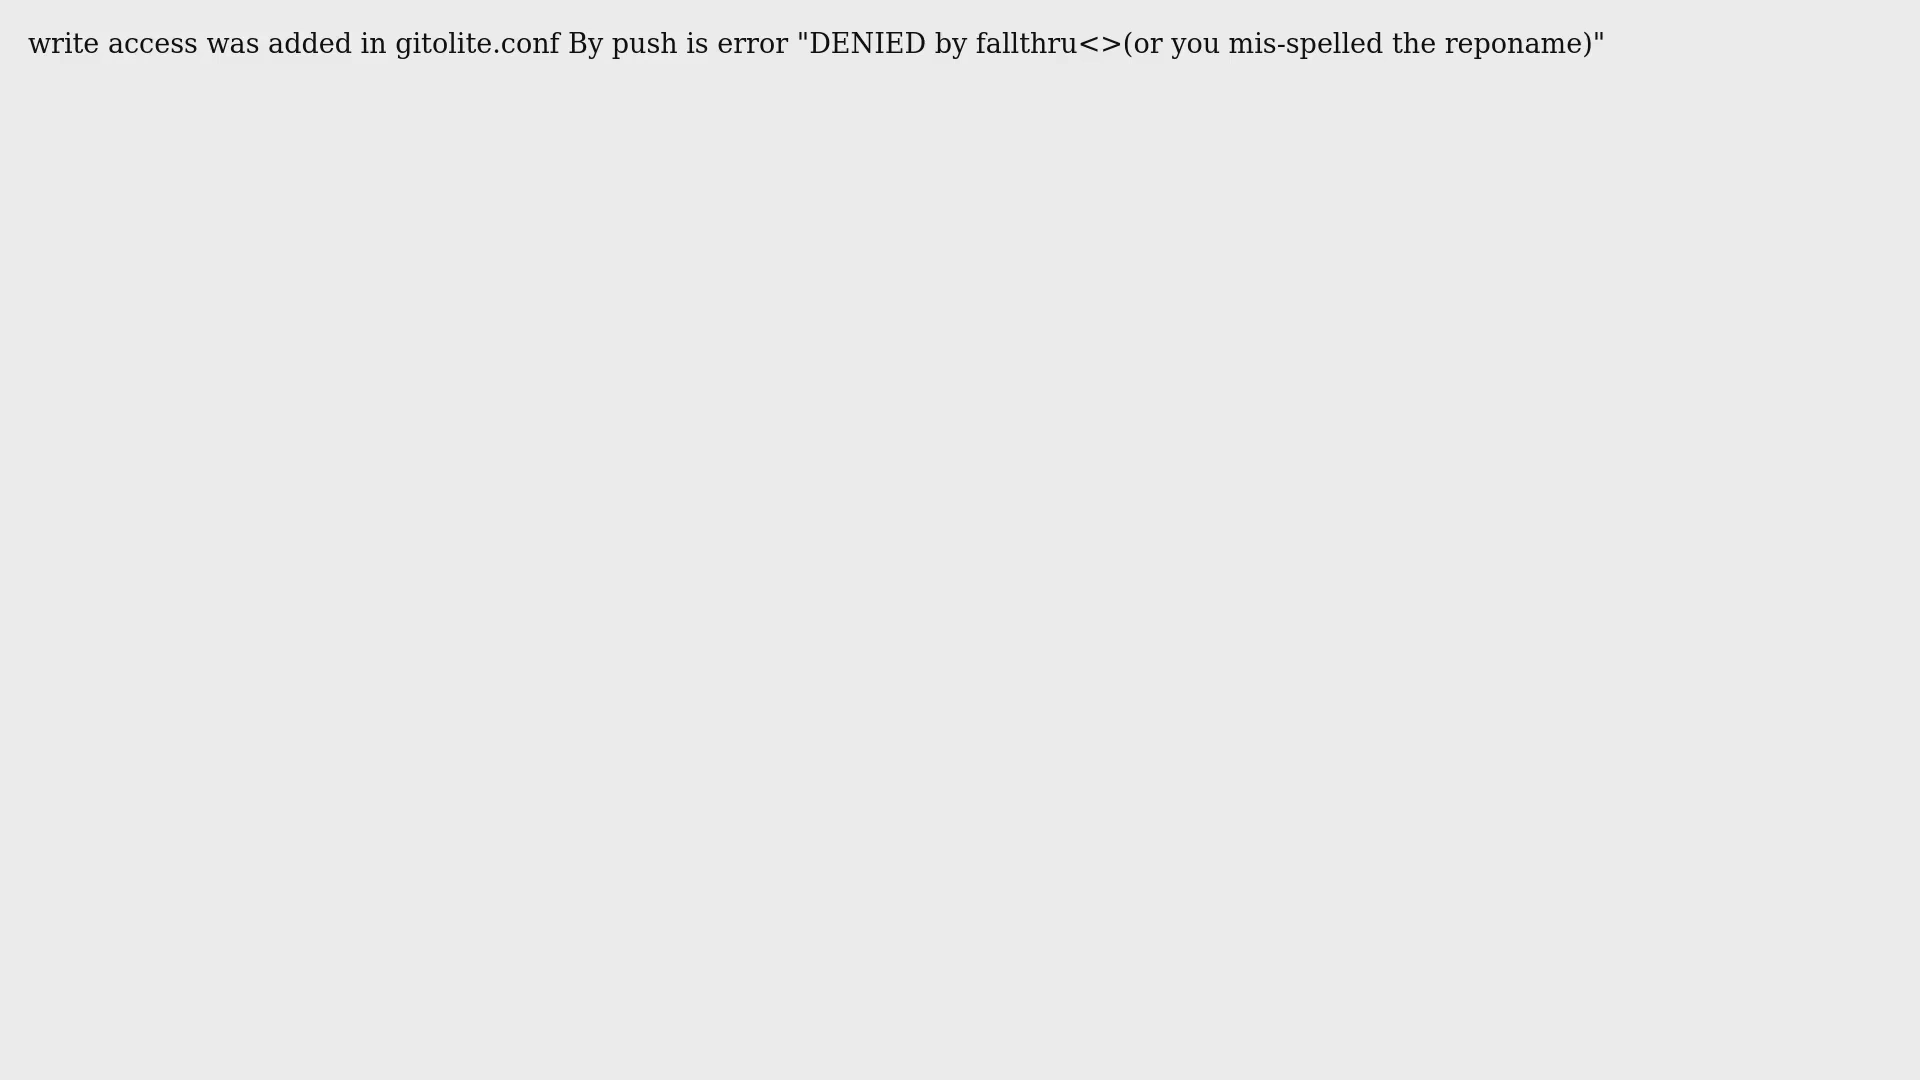 write access was added in gitolite.conf By push is error "DENIED by fallthru<>(or you mis-spelled the reponame)"